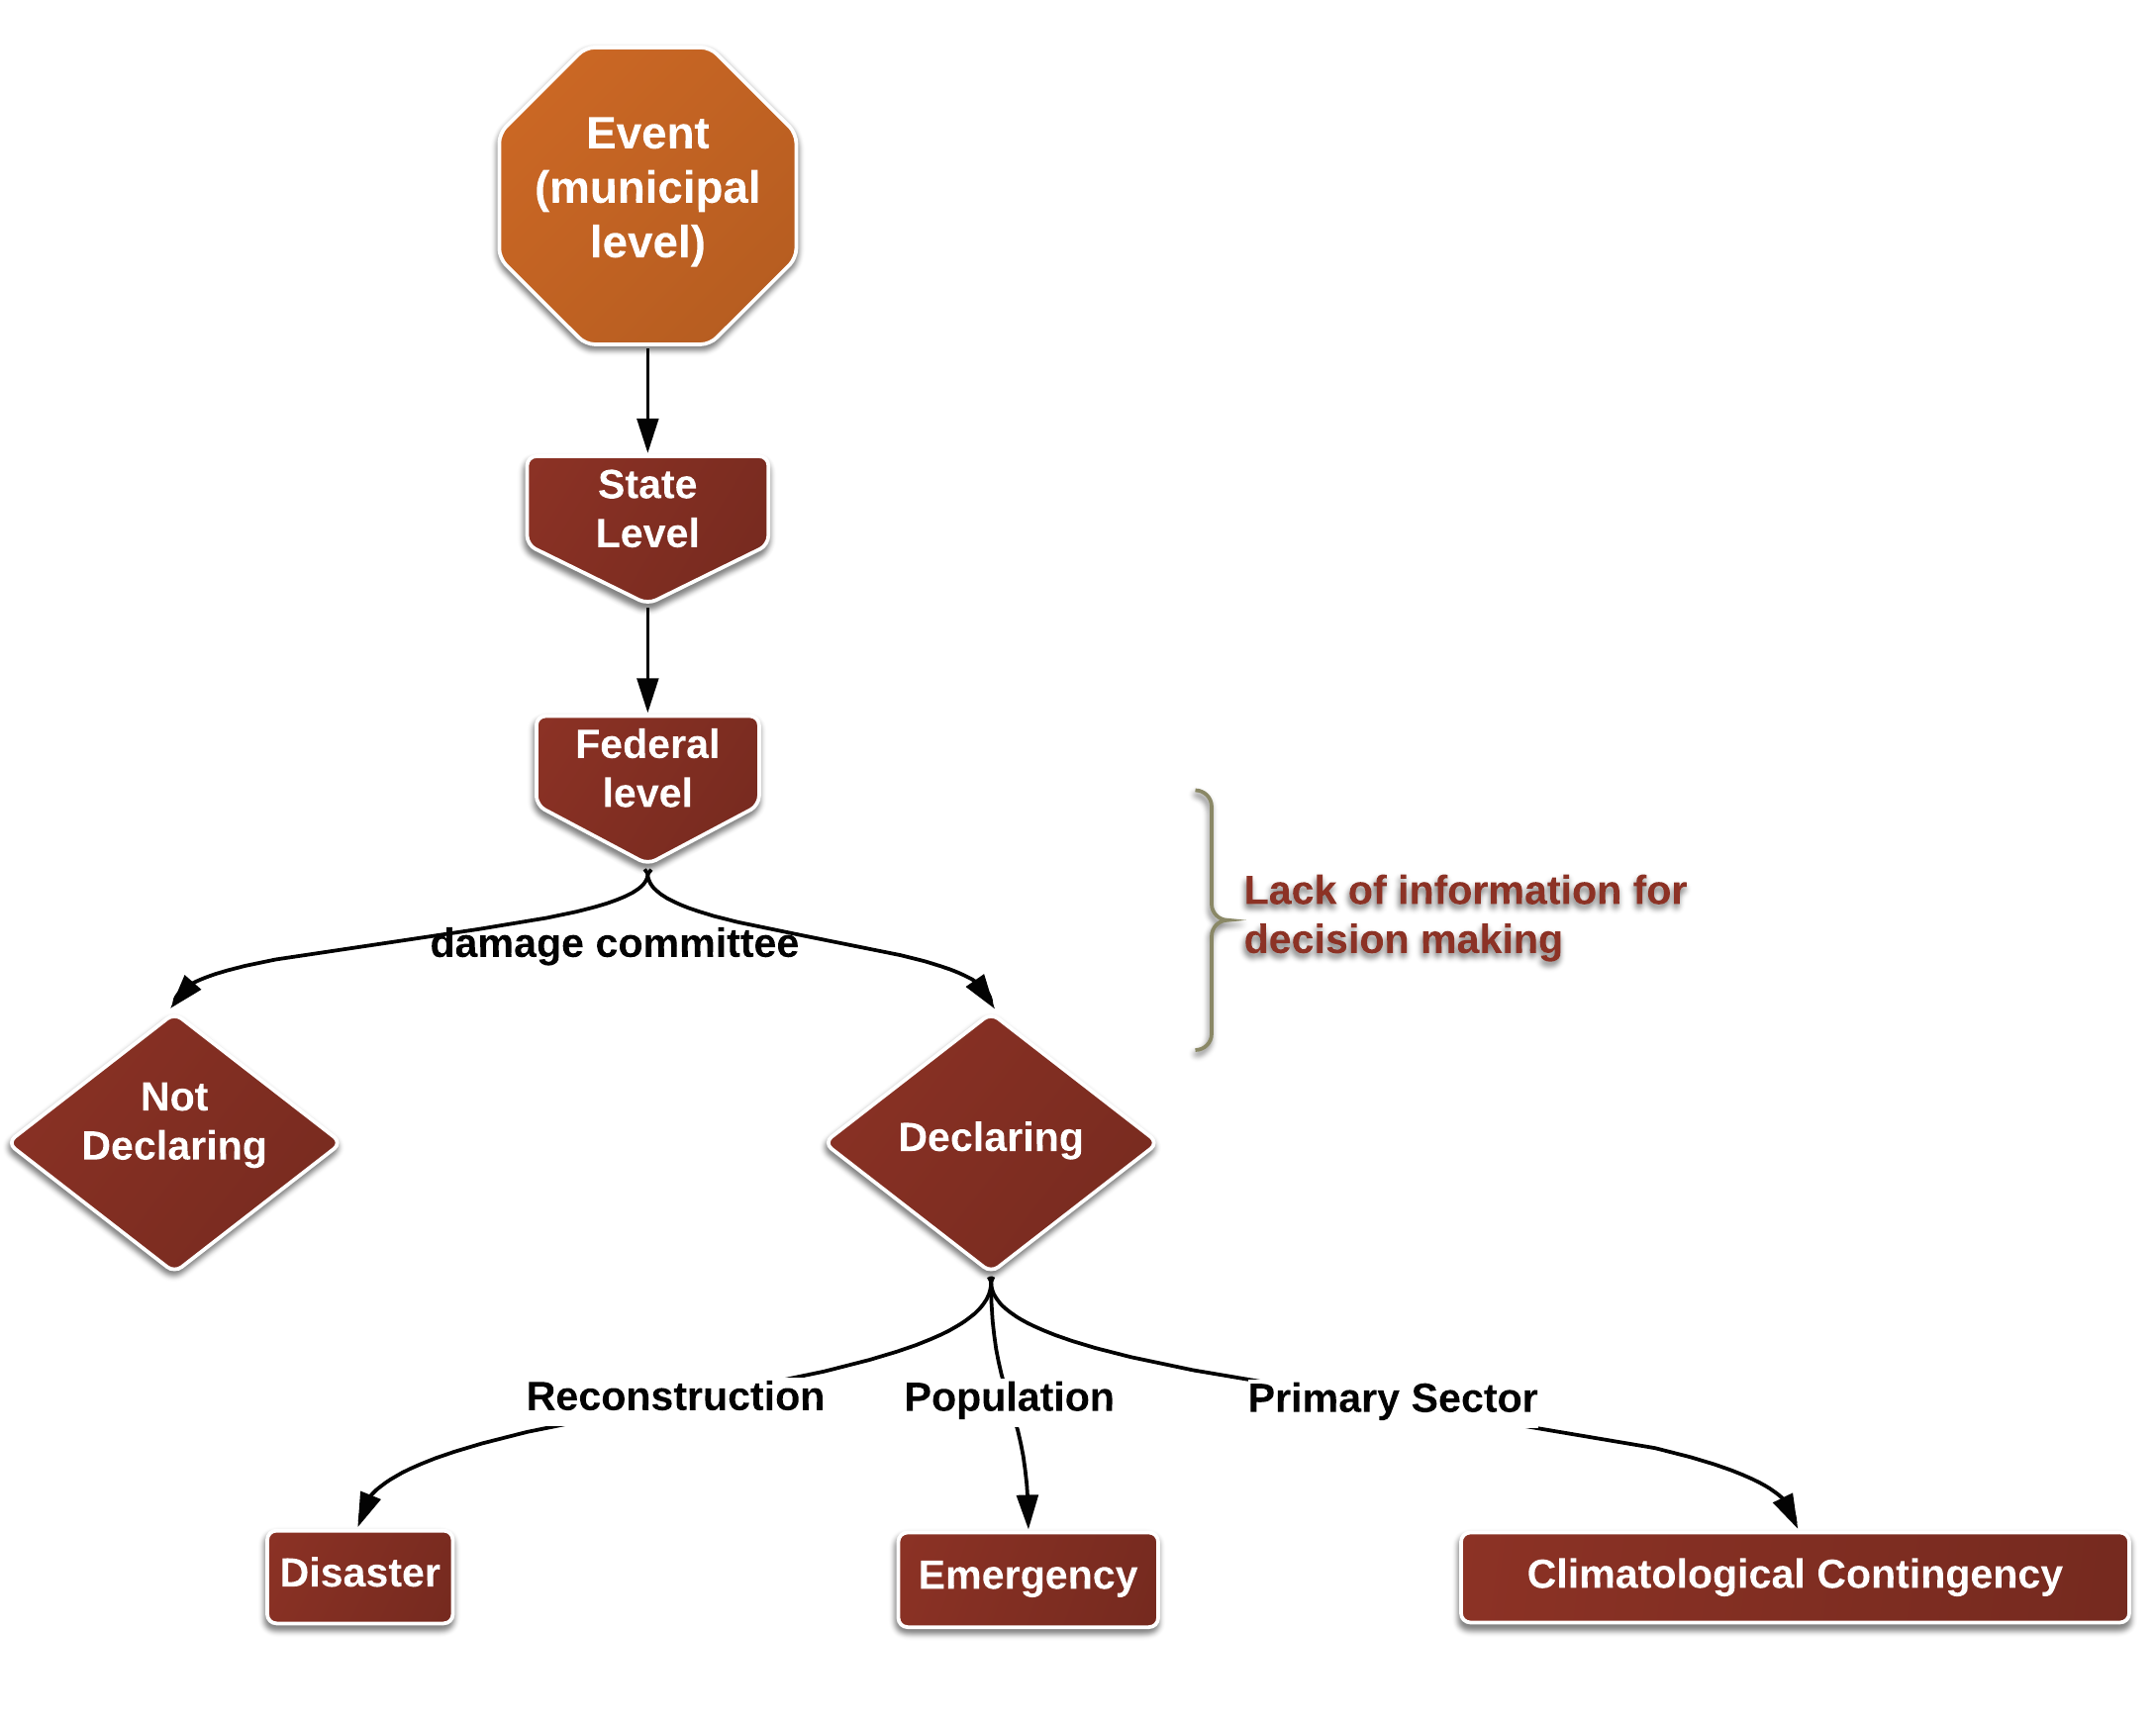 Event
(municipal
level)
State
Level
Federal
level
Lack of information for
decision making
damage committee
Not
Declaring
Declaring
Reconstruction
Population
Primary Sector
Disaster
Emergency
Climatological Contingency